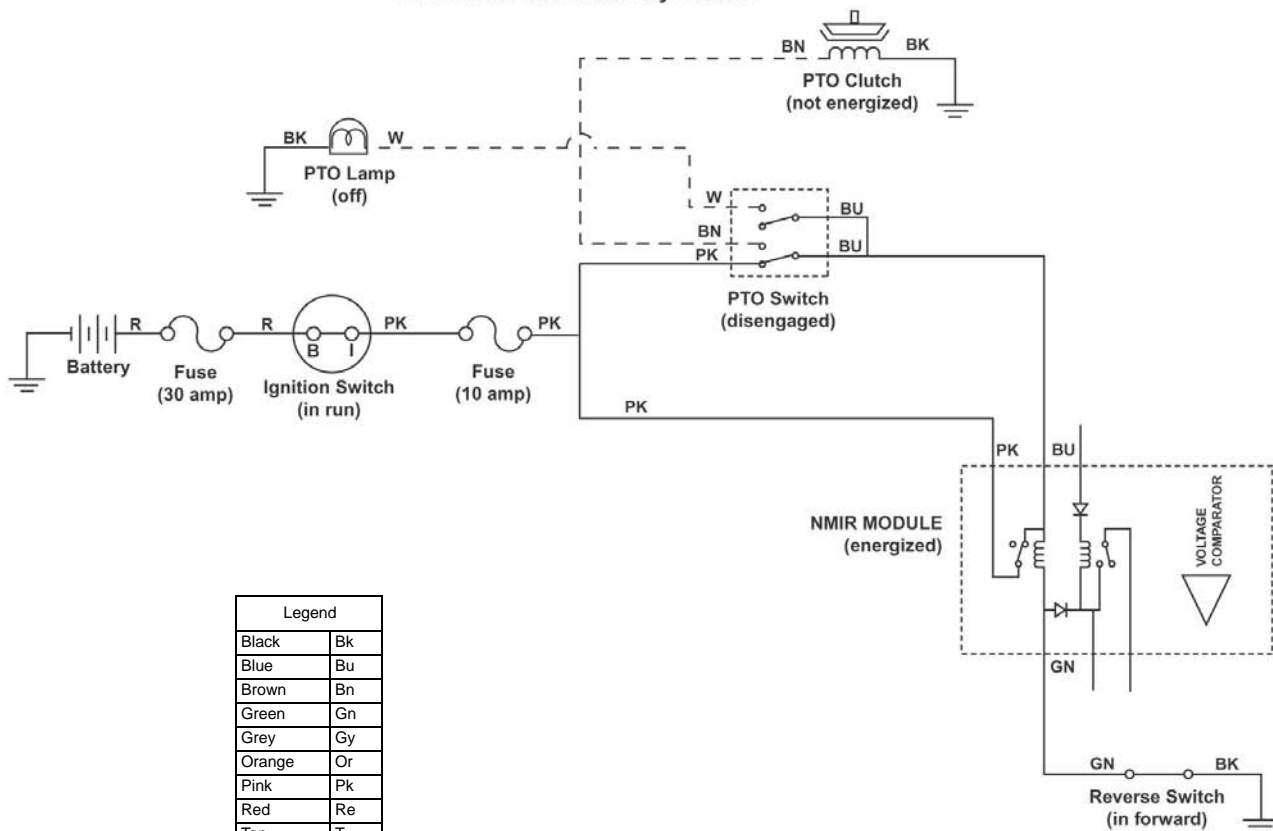 BN
BK
PTO Clutch
(not energized)
BK
W
PTO Lamp
(off)
W
BU
BN
BU
PK
PTO Switch
(disengaged)
R
R
B
I
PK
PK
Battery
Fuse
(30 amp)
Ignition Switch
(in run)
Fuse
(10 amp)
PK
PK
BU
NMIR MODULE
(energized)
VOLTAGE
COMPARATOR
GN
GN
BK
Reverse Switch
(in forward)
Legend
Black Bk
Blue Bu
Brown Bn
Green Gn
Grey Gy
Orange Or
Pink Pk
Red Re